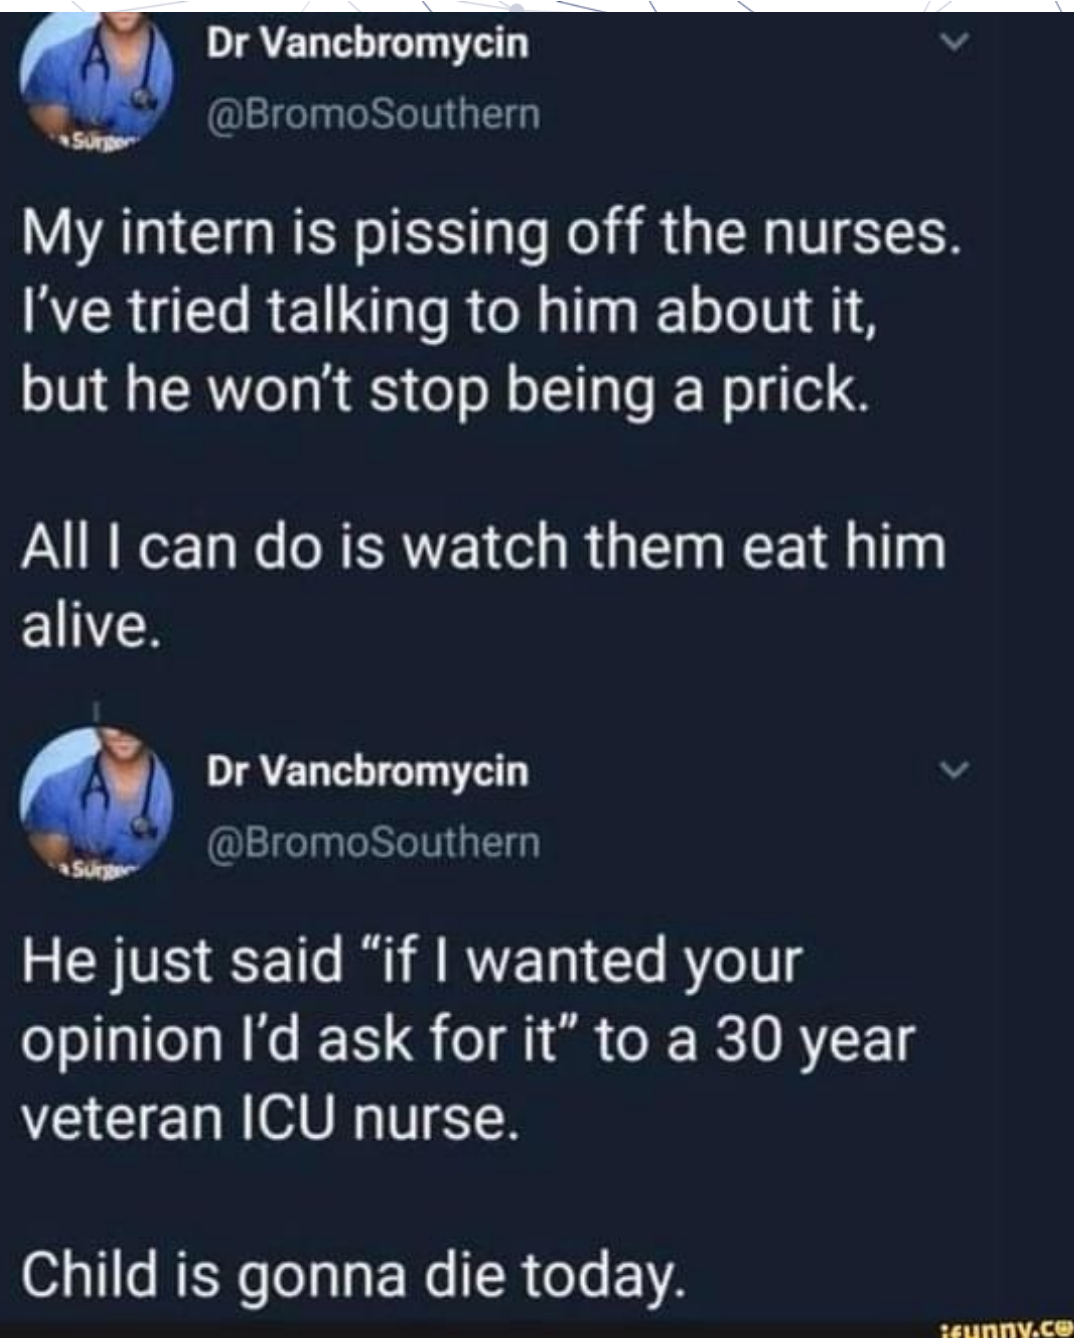 Dr Vancbromycin
@BromoSouthern
My intern is pissing off the nurses.
I've tried talking to him about it,
but he won't stop being a prick.
All I can do is watch them eat him
alive.
Dr Vancbromycin
@BromoSouthern
He just said “if I wanted your
opinion I'd ask for it” to a 30 year
veteran ICU nurse.
Child is gonna die today.